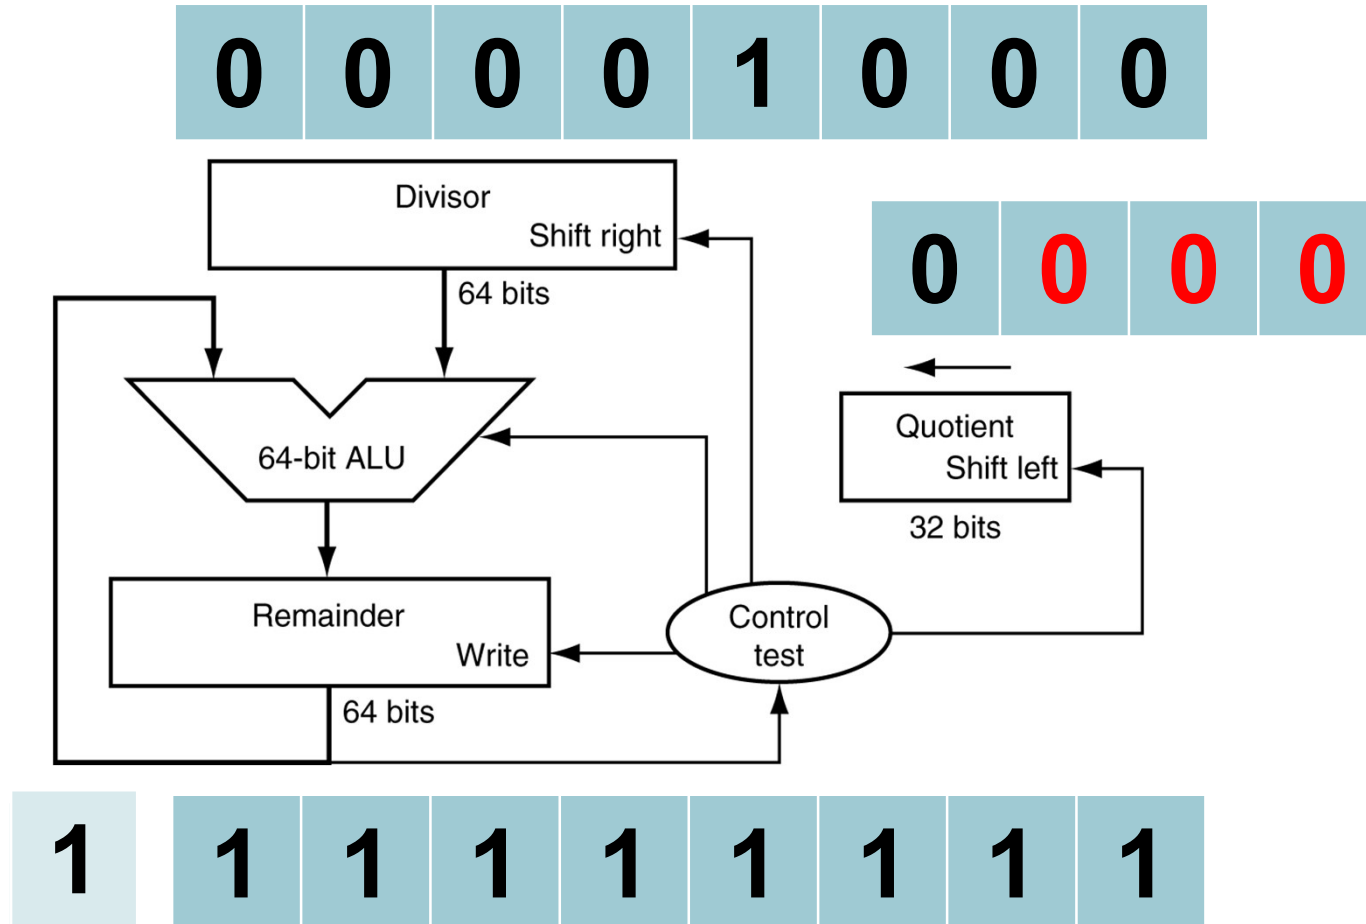 0 0 0 0 1 0 0 0
Divisor
Shift right
64 bits
0 0 0 0
64-bit ALU
Quotient
Shift left
32 bits
Remainder
Write
Control
test
64 bits
1 1 1 1 1 1 1 1 1